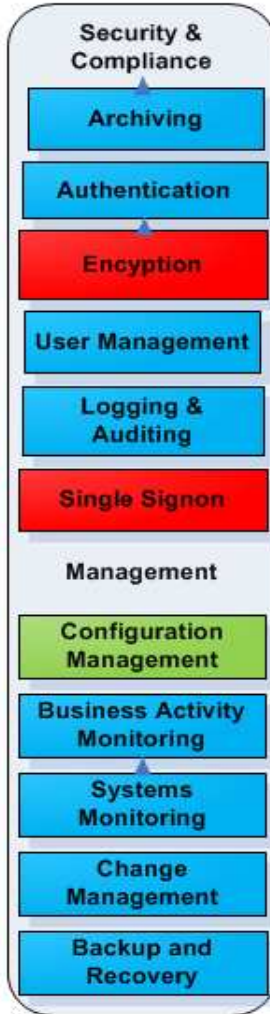 Security &
Compliance
Archiving
Authentication
Encyption
User Management
Logging &
Auditing
Single Signon
Management
Configuration
Management
Business Activity
Monitoring
Systems
Monitoring
Change
Management
Backup and
Recovery